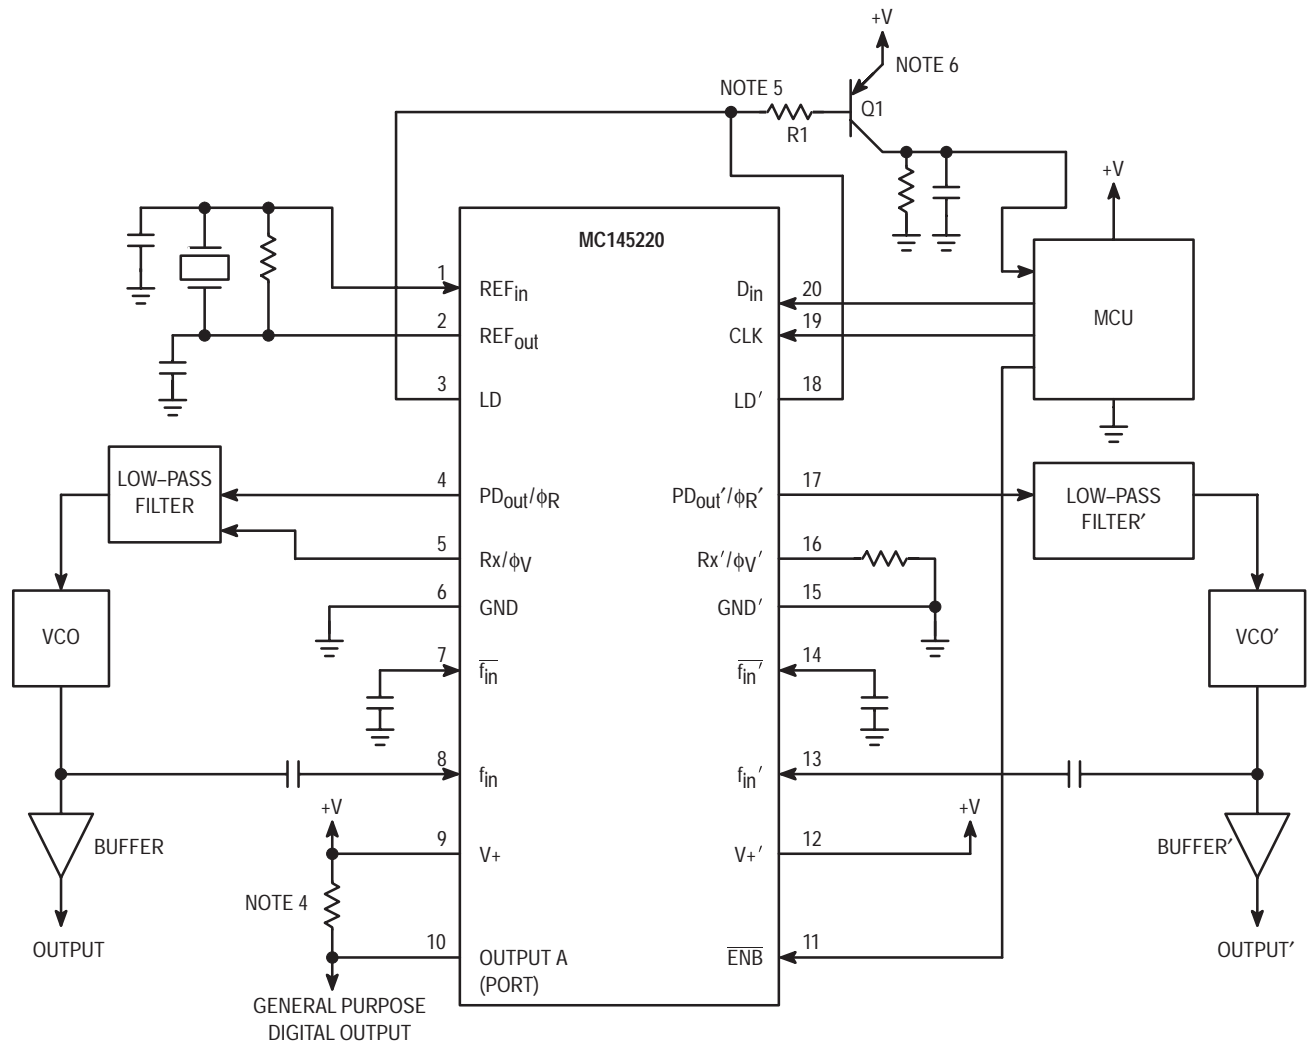 +V
NOTE 6
NOTE 5
Q1
R1
+V
MC145220
1
REFin
Din
20
2
REFout
CLK
19
MCU
3
LD
LD′
18
LOW–PASS
FILTER
4
PDout/ϕR
PDout′/ϕR′
17
LOW–PASS
FILTER′
5
Rx/ϕV
Rx′/ϕV′
16
6
GND
GND′
15
VCO
VCO′
7
fin
fin′
14
8
fin
fin′
13
+V
+V
BUFFER
9
V+
V+′
12
BUFFER′
NOTE 4
OUTPUT
10
OUTPUT A
(PORT)
ENB
11
OUTPUT′
GENERAL PURPOSE
DIGITAL OUTPUT